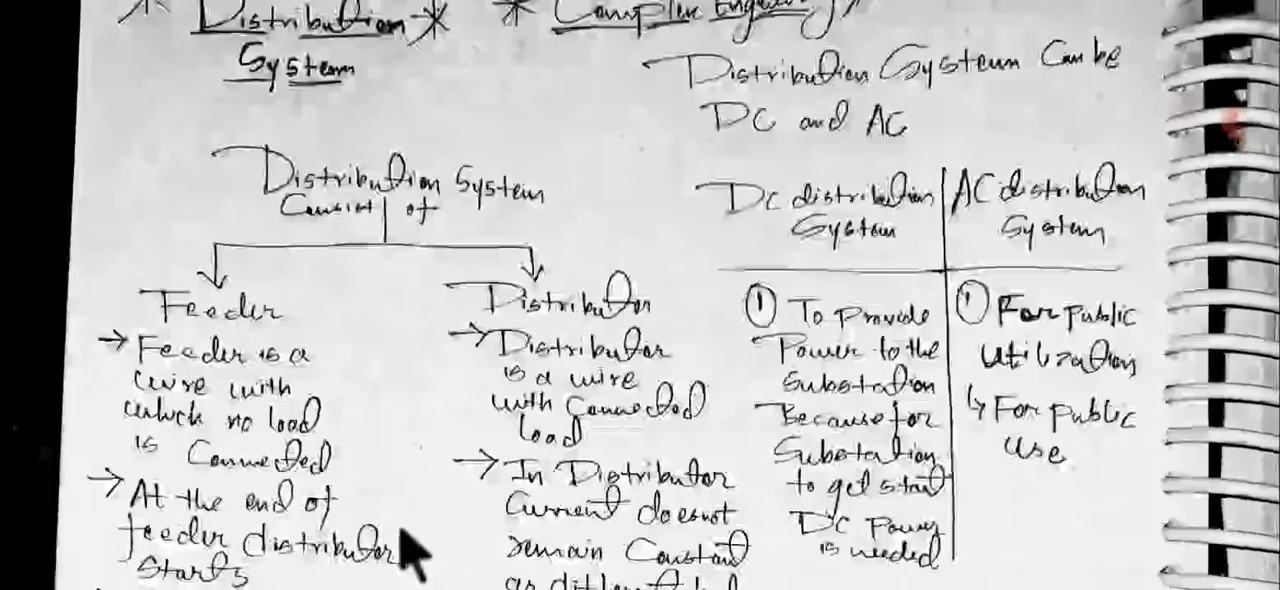 * Distribution *
System
* Complex Engineering
Distribution System Can be
DC and AC
Distribution System
Consist of
Feeder
→ Feeder is a
wire with
which no load
is Connected
→ At the end of
feeder distributor
starts
Distributor
→ Distributor
is a wire
with Connected
load
→ In Distributor
Current doesnot
remain Constant
as different
DC distribution
System
① To provide
Power to the
Substation
Because for
Substation
to get start
DC Power
is needed
AC distribution
System
① For public
utilization
↳ For public
use